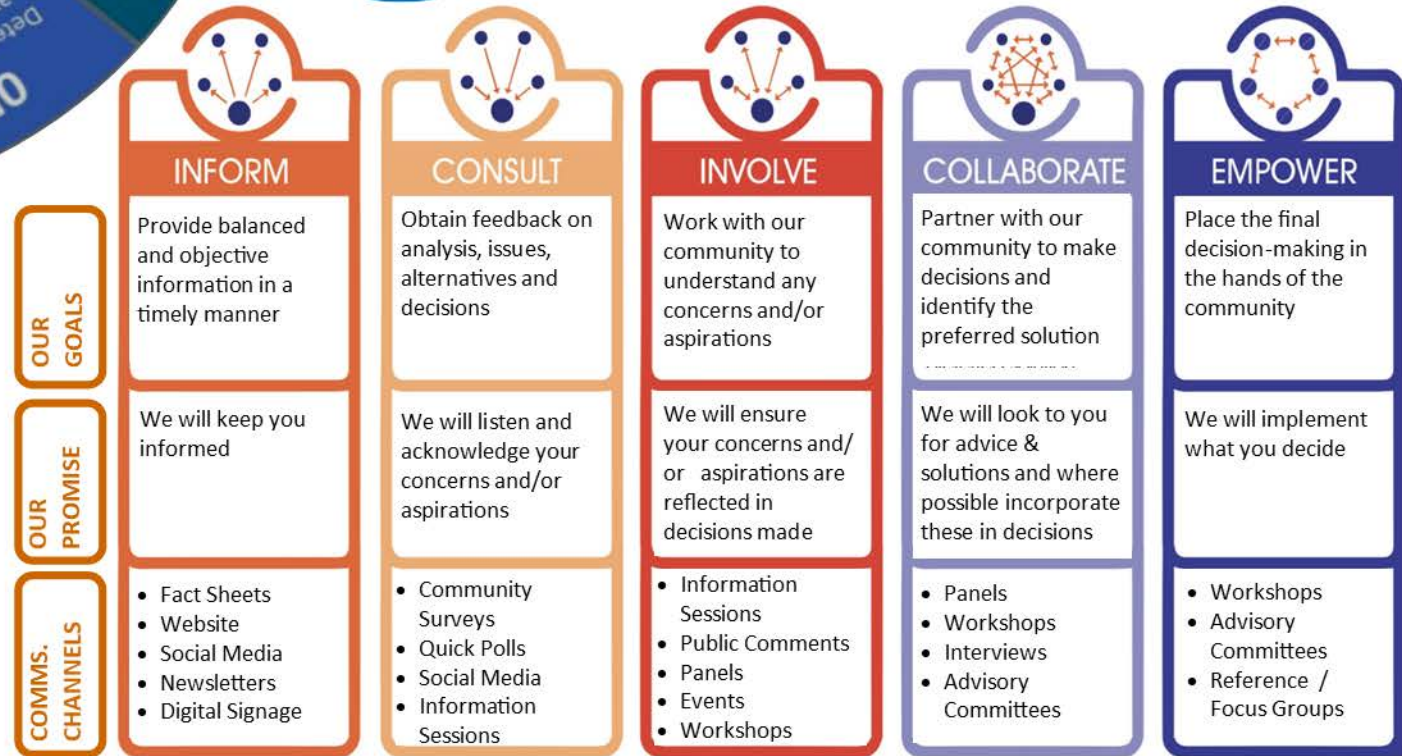 INFORM
CONSULT
INVOLVE
COLLABORATE
EMPOWER
OUR
GOALS
Provide balanced
and objective
information in a
timely manner
Obtain feedback on
analysis, issues,
alternatives and
decisions
Work with our
community to
understand any
concerns and/or
aspirations
Partner with our
community to make
decisions and
identify the
preferred solution
Place the final
decision-making in
the hands of the
community
OUR
PROMISE
We will keep you
informed
We will listen and
acknowledge your
concerns and/or
aspirations
We will ensure
your concerns and/
or aspirations are
reflected in
decisions made
We will look to you
for advice &
solutions and where
possible incorporate
these in decisions
We will implement
what you decide
COMMS.
CHANNELS
• Fact Sheets
• Website
• Social Media
• Newsletters
• Digital Signage
• Community
Surveys
• Quick Polls
• Social Media
• Information
Sessions
• Information
Sessions
• Public Comments
• Panels
• Events
• Workshops
• Panels
• Workshops
• Interviews
• Advisory
Committees
• Workshops
• Advisory
Committees
• Reference /
Focus Groups